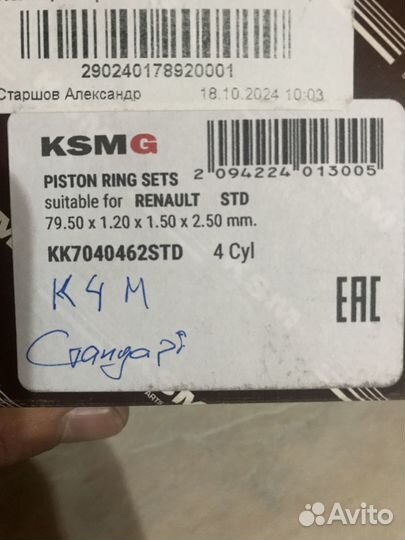 290240178920001
Старшов Александр 18.10.2024 10:03
KSMG
2 094224 013005
PISTON RING SETS
suitable for RENAULT STD
79.50 x 1.20 x 1.50 x 2.50 mm.
KK7040462STD 4 Cyl
К 4 М
Стандарт
EAC
Avito